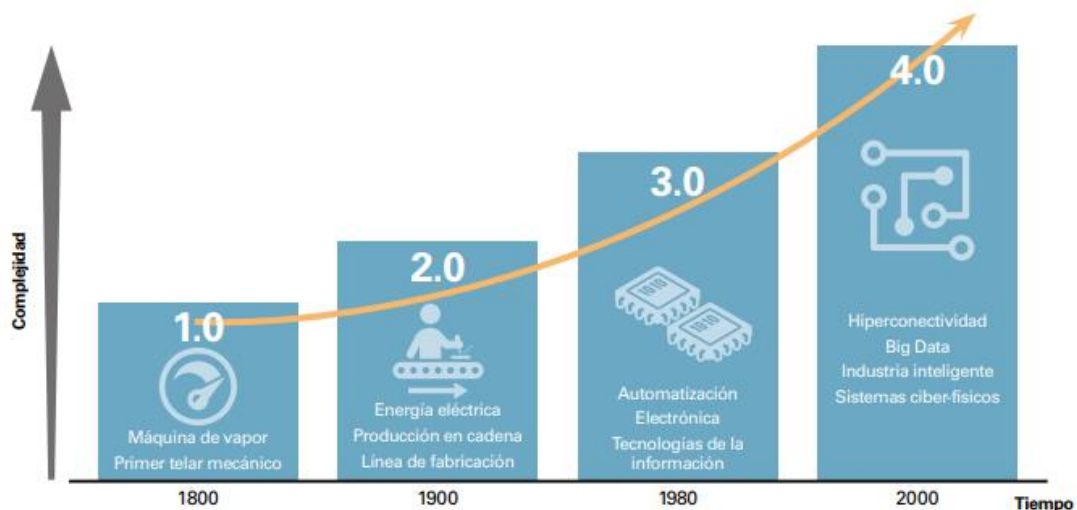 Complejidad
1.0
Máquina de vapor
Primer telar mecánico
1800
2.0
Energía eléctrica
Producción en cadena
Línea de fabricación
1900
3.0
1010
1010
Automatización
Electrónica
Tecnologías de la
información
1980
4.0
Hiperconectividad
Big Data
Industria inteligente
Sistemas ciber-físicos
2000
Tiempo